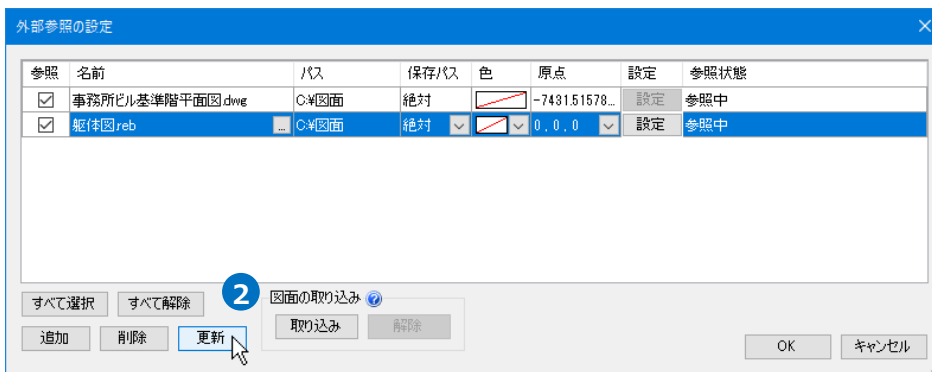 外部参照の設定
参照 名前 パス 保存パス 色 原点 設定 参照状態
事務所ビル基準階平面図.dwg C:¥図面 絶対 -7431.51578... 設定 参照中
躯体図.reb ... C:¥図面 絶対 0, 0, 0 設定 参照中
すべて選択 すべて解除 2 図面の取り込み ?
追加 削除 更新 取り込み 解除
OK キャンセル